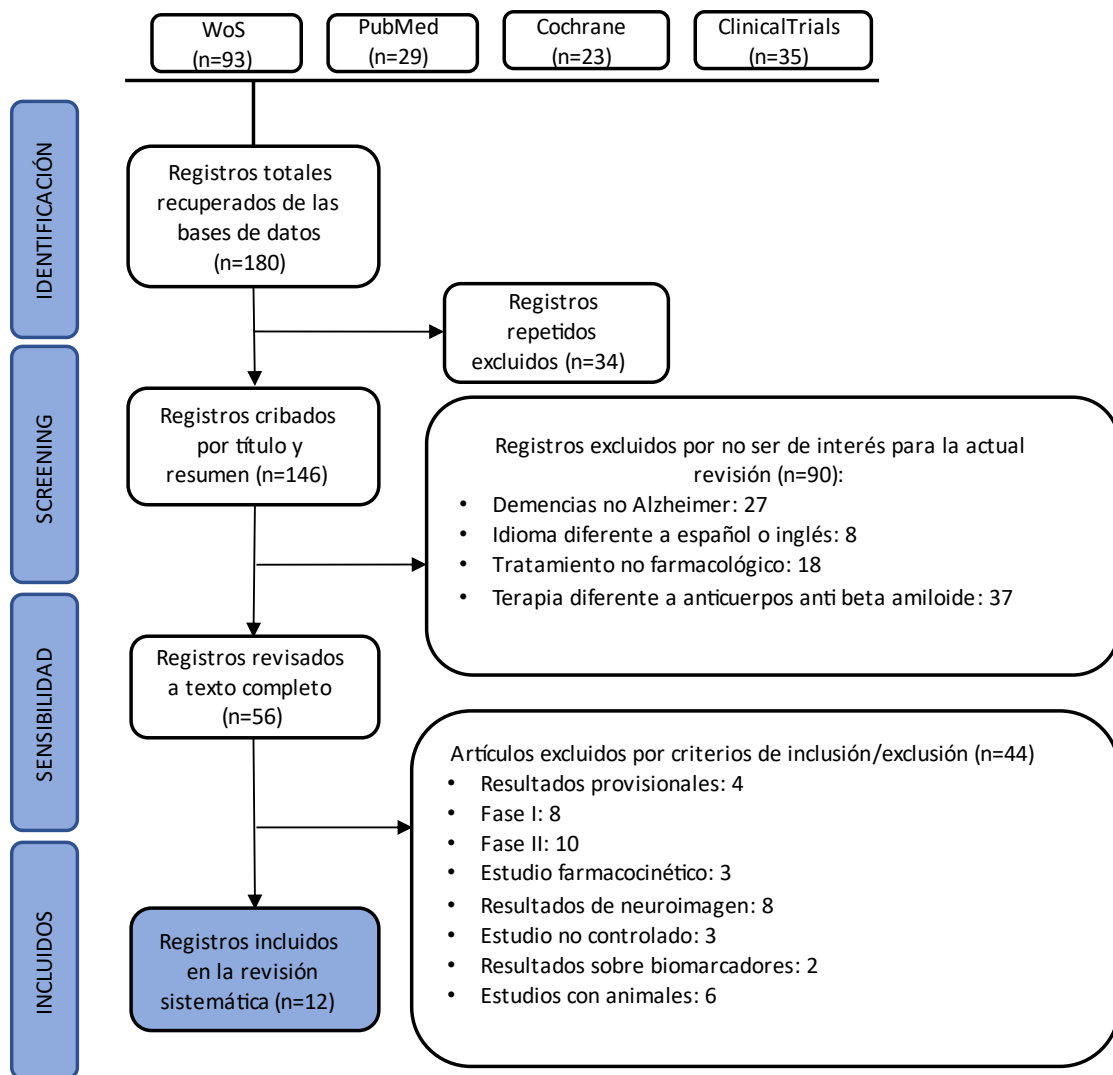 WoS
(n=93)
PubMed
(n=29)
Cochrane
(n=23)
ClinicalTrials
(n=35)
IDENTIFICACIÓN
Registros totales
recuperados de las
bases de datos
(n=180)
Registros
repetidos
excluidos (n=34)
SCREENING
Registros cribados
por título y
resumen (n=146)
Registros excluidos por no ser de interés para la actual
revisión (n=90):
• Demencias no Alzheimer: 27
• Idioma diferente a español o inglés: 8
• Tratamiento no farmacológico: 18
• Terapia diferente a anticuerpos anti beta amiloide: 37
SENSIBILIDAD
Registros revisados
a texto completo
(n=56)
Artículos excluidos por criterios de inclusión/exclusión (n=44)
• Resultados provisionales: 4
• Fase I: 8
• Fase II: 10
• Estudio farmacocinético: 3
• Resultados de neuroimagen: 8
• Estudio no controlado: 3
• Resultados sobre biomarcadores: 2
• Estudios con animales: 6
INCLUIDOS
Registros incluidos
en la revisión
sistemática (n=12)